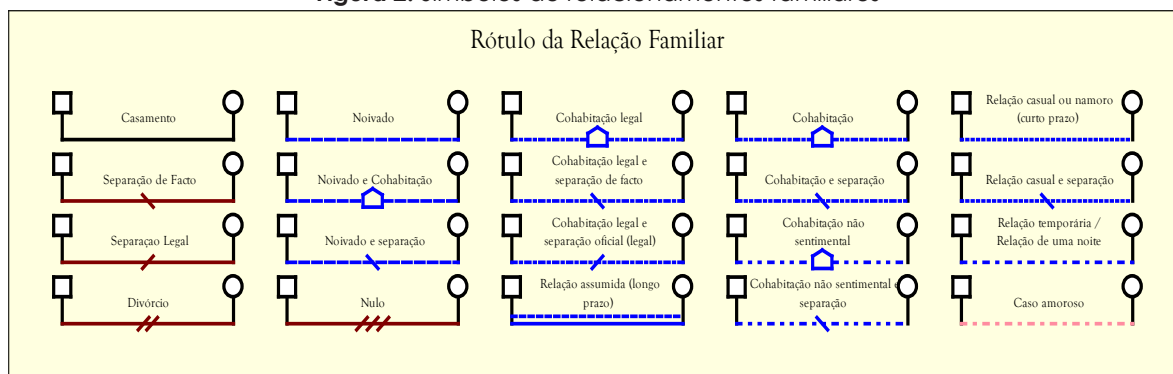 Rótulo da Relação Familiar
Casamento
Noivado
Cohabitação legal
Cohabitação
Relação casual ou namoro
(curto prazo)
Separação de Facto
Noivado e Cohabitação
Cohabitação legal e
separação de facto
Cohabitação e separação
Relação casual e separação
Separaçao Legal
Noivado e separação
Cohabitação legal e
separação oficial (legal)
Cohabitação não
sentimental
Relação temporária /
Relação de uma noite
Divórcio
Nulo
Relação assumida (longo
prazo)
Cohabitação não sentimental e
separação
Caso amoroso